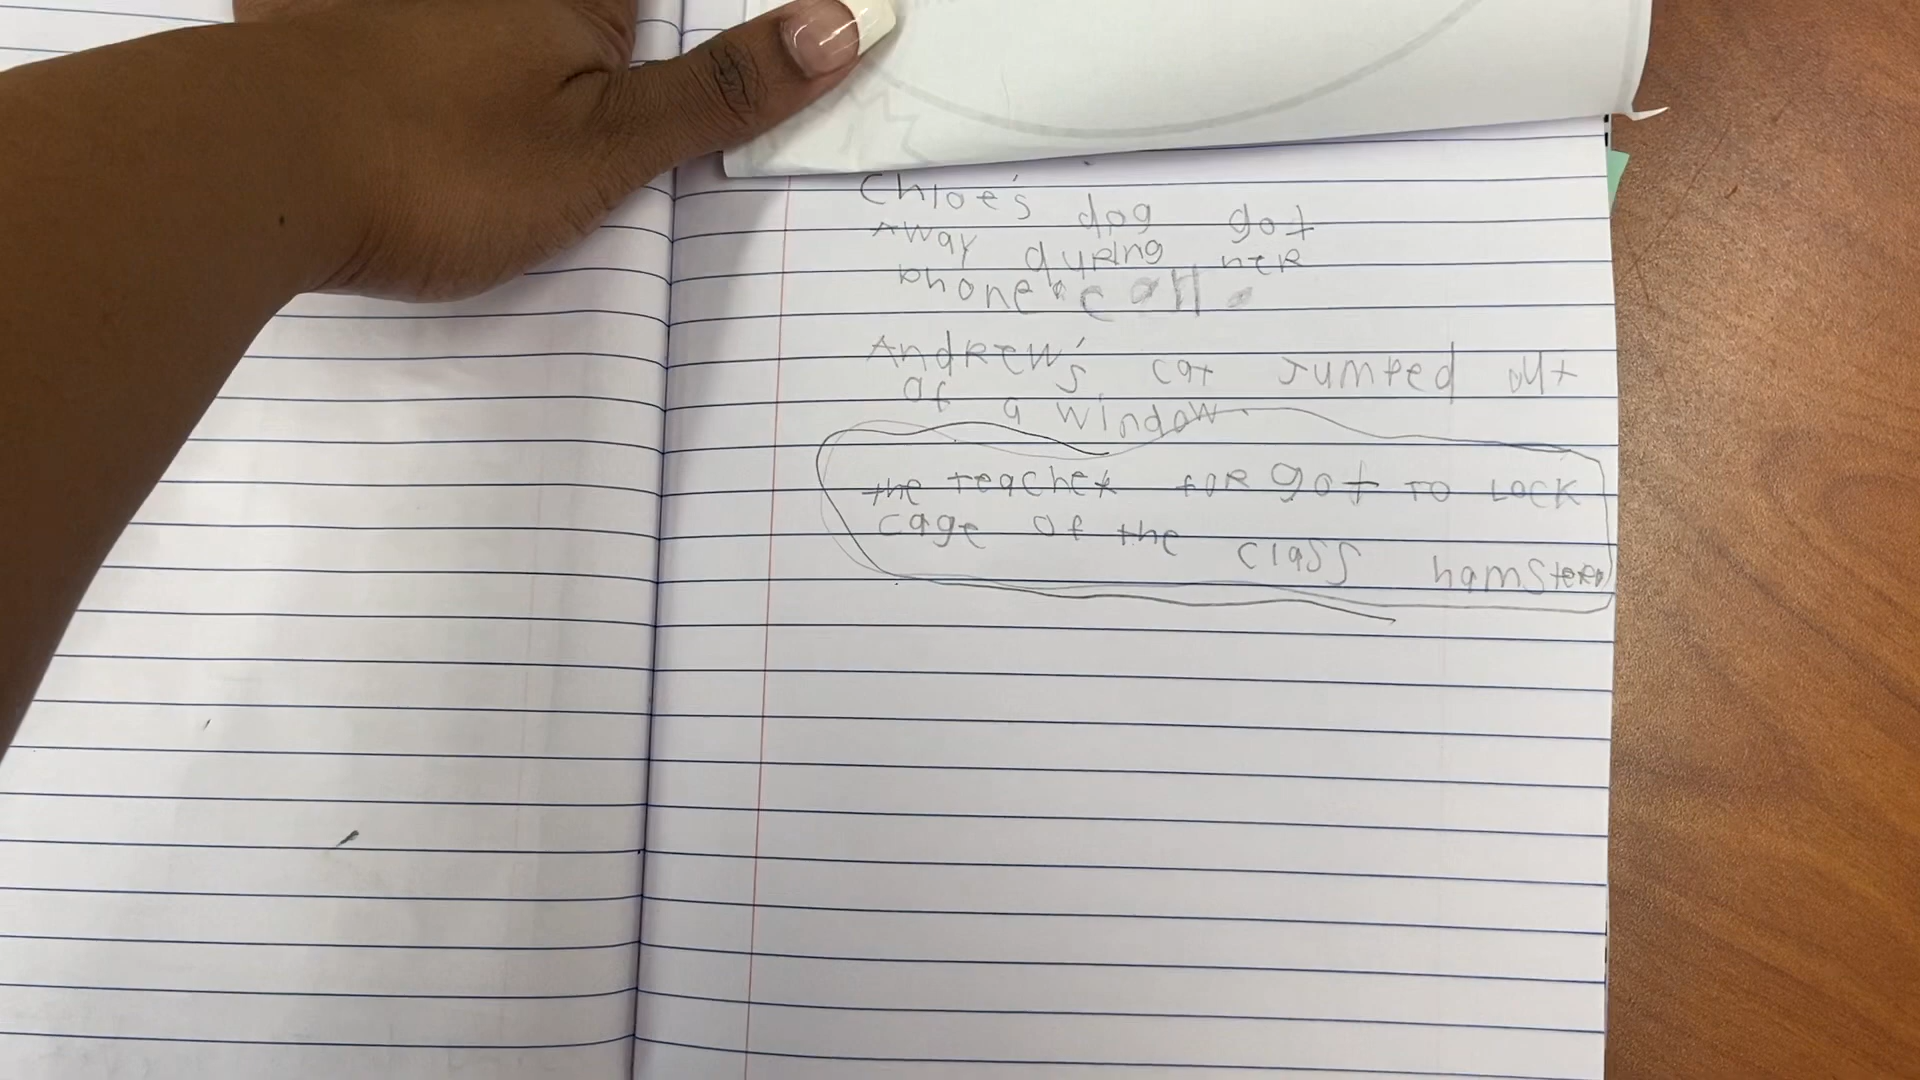 Chloe's dog got
Away during her
phone call.
Andrew's cat Jumped out
of a window.
the teacher forgot TO Lock
cage of the class hamster.